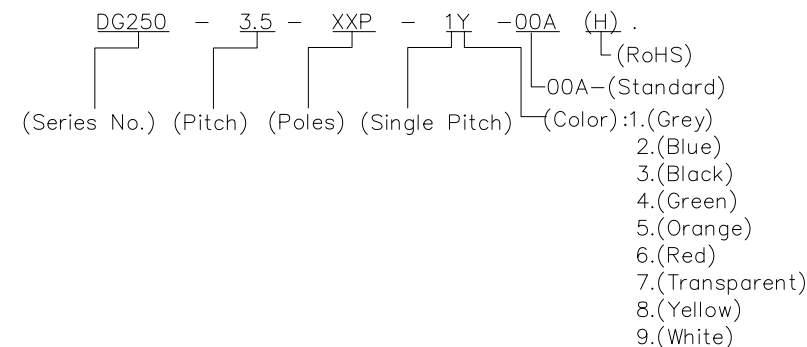 DG250 - 3.5 - XXP - 1Y -00A (H) .
(RoHS)
00A-(Standard)
(Series No.) (Pitch) (Poles) (Single Pitch) (Color):1.(Grey)
2.(Blue)
3.(Black)
4.(Green)
5.(Orange)
6.(Red)
7.(Transparent)
8.(Yellow)
9.(White)